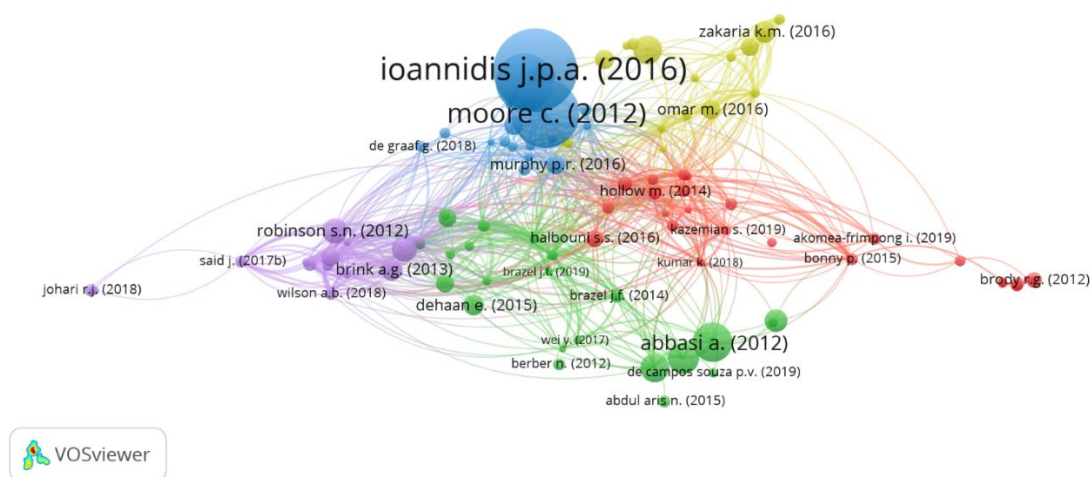 zakaria k.m. (2016)
ioannidis j.p.a. (2016)
moore c. (2012)
omar m. (2016)
de graaf g. (2018)
murphy p.r. (2016)
hollow m. (2014)
robinson s.n. (2012)
kazemian s. (2019)
halbouni s.s. (2016)
akomea-frimpong i. (2019)
said j. (2017b)
brink a.g. (2013)
brazel j.f. (2019)
kumar k. (2018)
bonny p. (2015)
johari r.j. (2018)
wilson a.b. (2018)
brazel j.f. (2014)
brody r.g. (2012)
dehaan e. (2015)
wei y. (2017)
abbasi a. (2012)
berber n. (2012)
de campos souza p.v. (2019)
abdul aris n. (2015)
VOSviewer